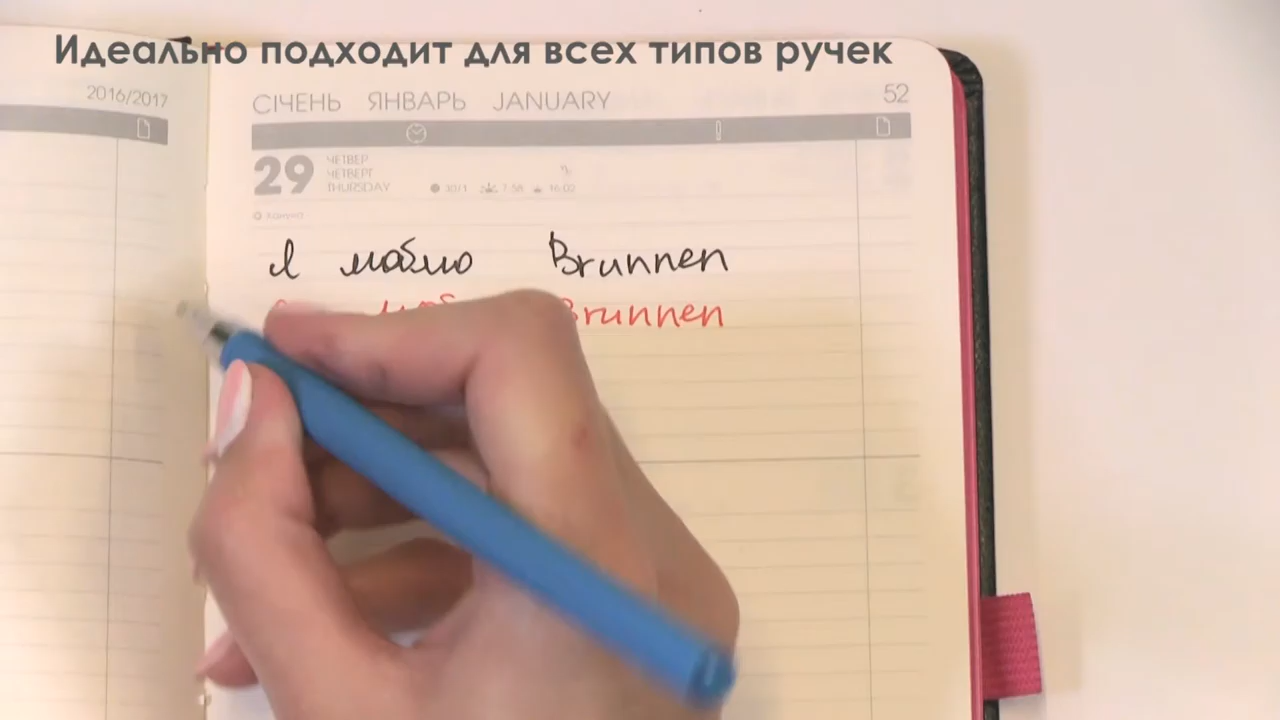 Идеально подходит для всех типов ручек
2016/2017
СІЧЕНЬ ЯНВАРЬ JANUARY 52
29
ЧЕТВЕР
ЧЕТВЕРГ
THURSDAY 30/1 7:58 16:02
Я люблю Brunnen
Brunnen